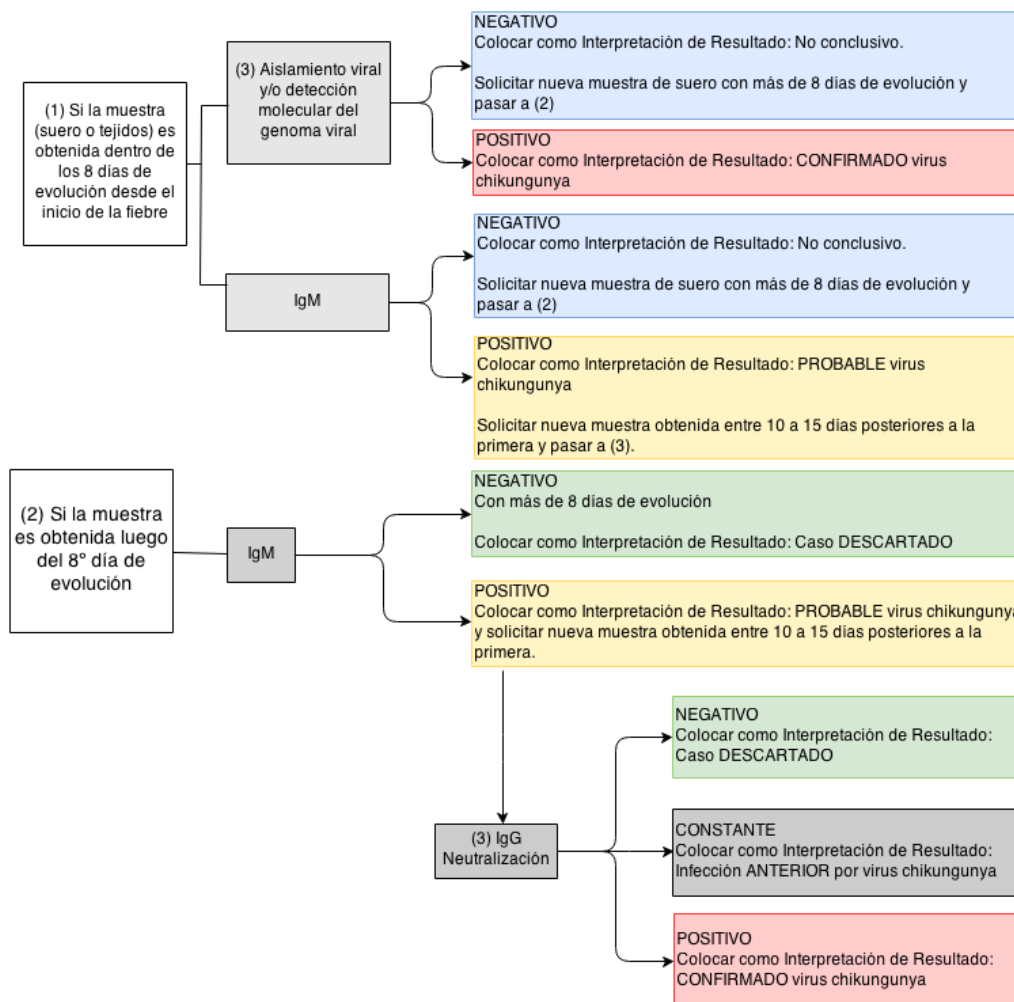 (1) Si la muestra
(suero o tejidos) es
obtenida dentro de
los 8 días de
evolución desde el
inicio de la fiebre
(3) Aislamiento viral
y/o detección
molecular del
genoma viral
NEGATIVO
Colocar como Interpretación de Resultado: No conclusivo.
Solicitar nueva muestra de suero con más de 8 días de evolución y
pasar a (2)
POSITIVO
Colocar como Interpretación de Resultado: CONFIRMADO virus
chikungunya
IgM
NEGATIVO
Colocar como Interpretación de Resultado: No conclusivo.
Solicitar nueva muestra de suero con más de 8 días de evolución y
pasar a (2)
POSITIVO
Colocar como Interpretación de Resultado: PROBABLE virus
chikungunya
Solicitar nueva muestra obtenida entre 10 a 15 días posteriores a la
primera y pasar a (3).
(2) Si la muestra
es obtenida luego
del 8º día de
evolución
IgM
NEGATIVO
Con más de 8 días de evolución
Colocar como Interpretación de Resultado: Caso DESCARTADO
POSITIVO
Colocar como Interpretación de Resultado: PROBABLE virus chikungunya
y solicitar nueva muestra obtenida entre 10 a 15 días posteriores a la
primera.
(3) IgG
Neutralización
NEGATIVO
Colocar como Interpretación de Resultado:
Caso DESCARTADO
CONSTANTE
Colocar como Interpretación de Resultado:
Infección ANTERIOR por virus chikungunya
POSITIVO
Colocar como Interpretación de Resultado:
CONFIRMADO virus chikungunya